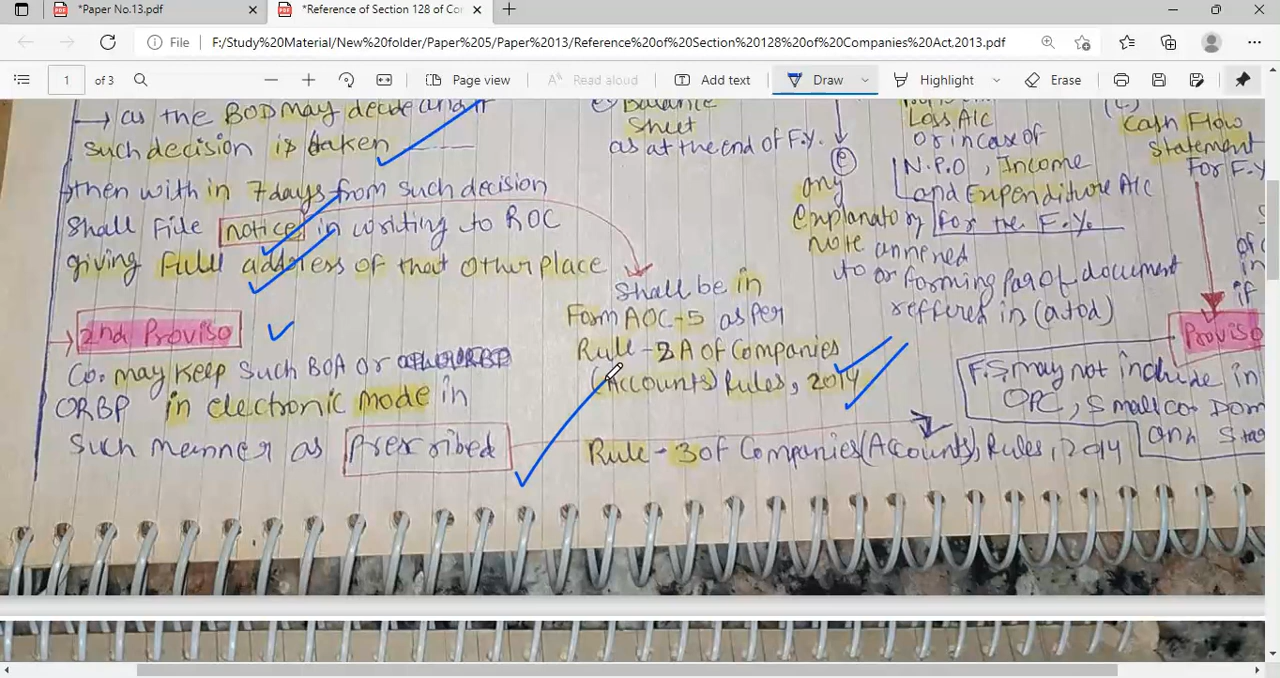 *Paper No.13.pdf
*Reference of Section 128 of Co
File
F:/Study%20Material/New%20folder/Paper%205/Paper%2013/Reference%20of%20Section%20128%20of%20Companies%20Act,2013.pdf
1 of 3
Page view
Read aloud
Add text
Draw
Highlight
Erase
→ as the BOD may decide and if
such decision is taken
then with in 7 days from such decision
shall file notice in writing to ROC
giving full address of that other place
2nd Proviso
Co. may keep such BOA or
ORBP in electronic mode in
Such manner as prescribed
Shall be in
Form AOC-5 as per
Rule - 2A of Companies
(Accounts) Rules, 2014
Rule - 3 of Companies (Accounts) Rules, 2014
Balance
Sheet
as at the end of F.Y.
(e)
any
Explanatory
note annexed
to or forming Par of document
reffered in (a to d)
Loss A/c
or in case of
N.P.O, Income
and Expenditure A/c
for the F.Y.
(c)
Cash Flow
Statement
For F.Y
of
in
if
Proviso
F.S. may not include in
OPC, Small co. Dom